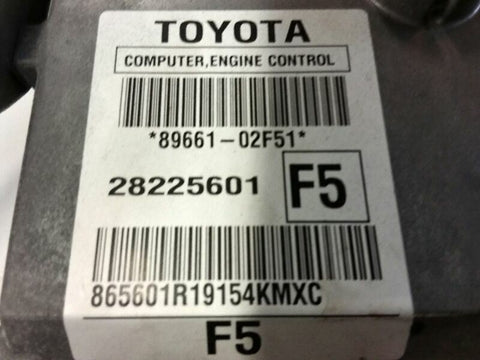 TOYOTA
COMPUTER,ENGINE CONTROL
*89661-02F51*
28225601 F5
865601R19154KMXC
F5